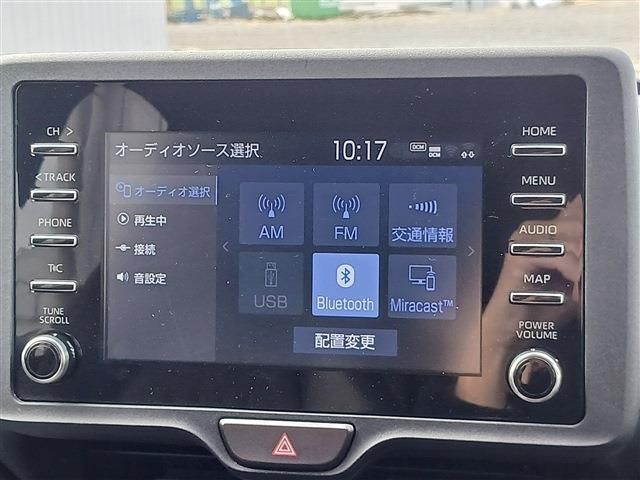 CH >
< TRACK
PHONE
T/C
TUNE
SCROLL
オーディオソース選択
10:17
DCM
DCM
オーディオ選択
再生中
接続
音設定
AM
FM
交通情報
USB
Bluetooth
Miracast™
配置変更
HOME
MENU
AUDIO
MAP
POWER
VOLUME